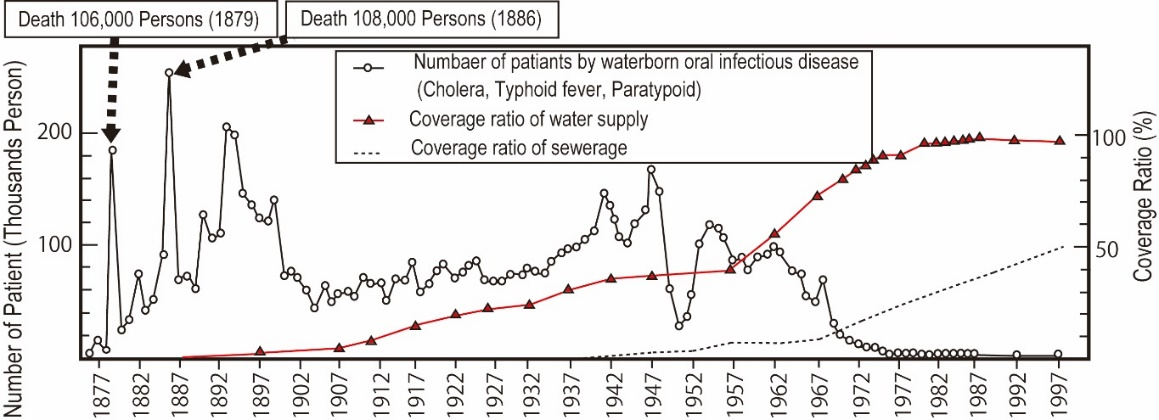 Death 106,000 Persons (1879)
Death 108,000 Persons (1886)
Numbaer of patiants by waterborn oral infectious disease
(Cholera, Typhoid fever, Paratypoid)
Coverage ratio of water supply
Coverage ratio of sewerage
Number of Patient (Thousands Person)
200
100
Coverage Ratio (%)
100
50
1877 1882 1887 1892 1897 1902 1907 1912 1917 1922 1927 1932 1937 1942 1947 1952 1957 1962 1967 1972 1977 1982 1987 1992 1997